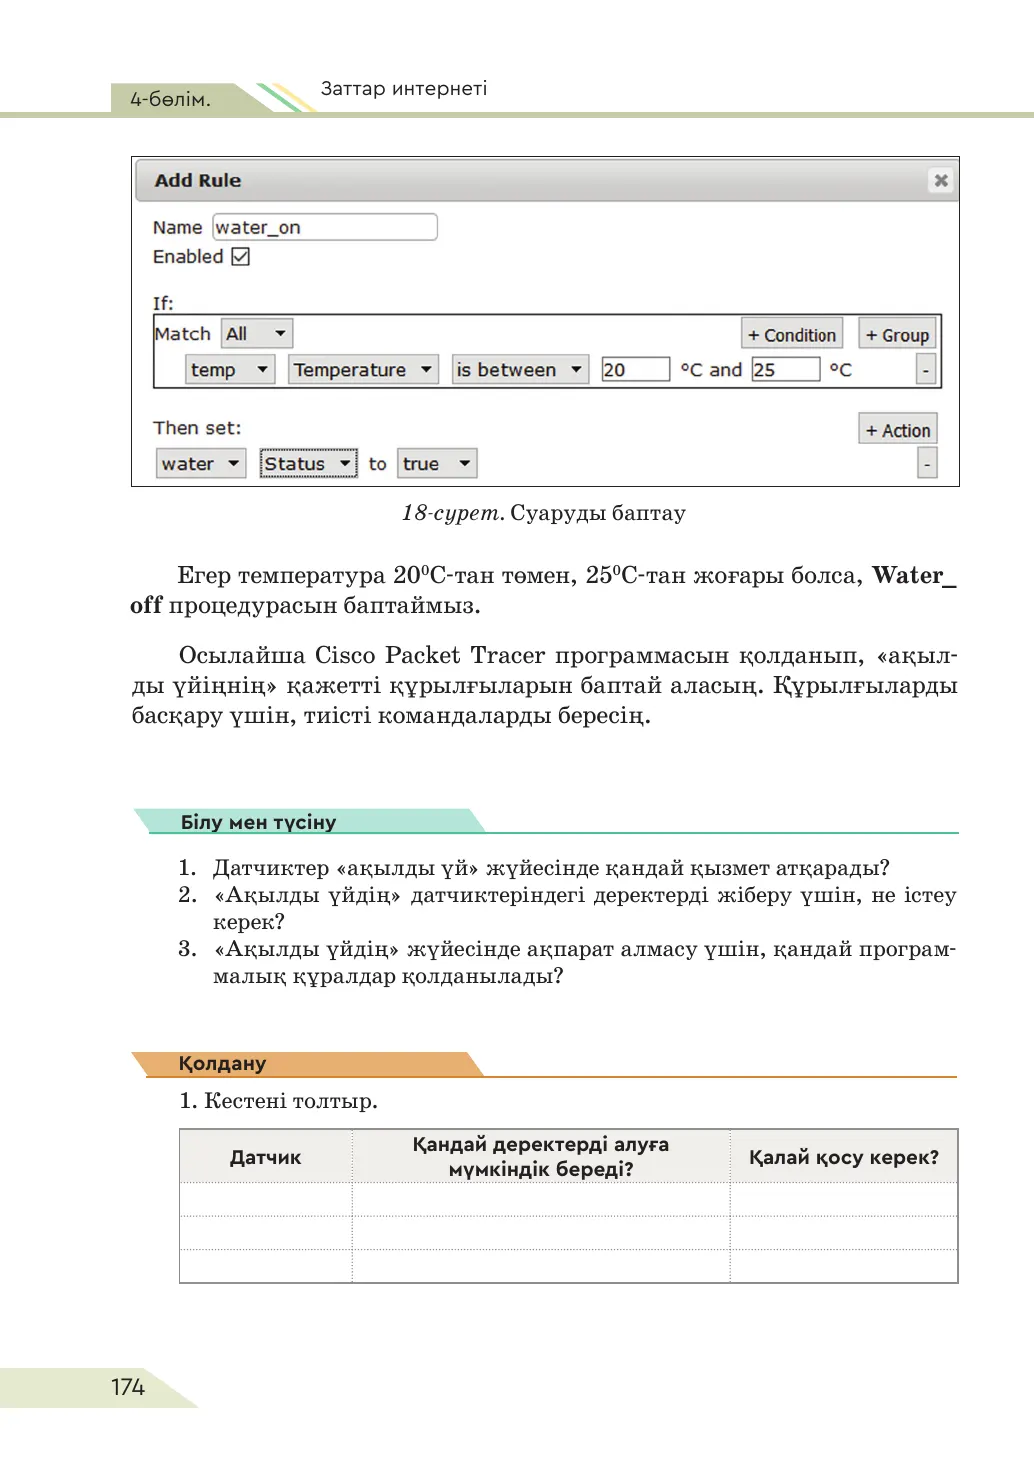 4-бөлім.
Заттар интернеті
Add Rule
Name water_on
Enabled
If:
Match All + Condition + Group
temp Temperature is between 20 °C and 25 °C -
Then set: + Action
water Status to true -
18-сурет. Суаруды баптау
Егер температура 20⁰С-тан төмен, 25⁰С-тан жоғары болса, Water_
off процедурасын баптаймыз.
Осылайша Cisco Packet Tracer программасын қолданып, «ақыл-
ды үйіңнің» қажетті құрылғыларын баптай аласың. Құрылғыларды
басқару үшін, тиісті командаларды бересің.
Білу мен түсіну
1. Датчиктер «ақылды үй» жүйесінде қандай қызмет атқарады?
2. «Ақылды үйдің» датчиктеріндегі деректерді жіберу үшін, не істеу
керек?
3. «Ақылды үйдің» жүйесінде ақпарат алмасу үшін, қандай програм-
малық құралдар қолданылады?
Қолдану
1. Кестені толтыр.
Датчик
Қандай деректерді алуға
мүмкіндік береді?
Қалай қосу керек?
174